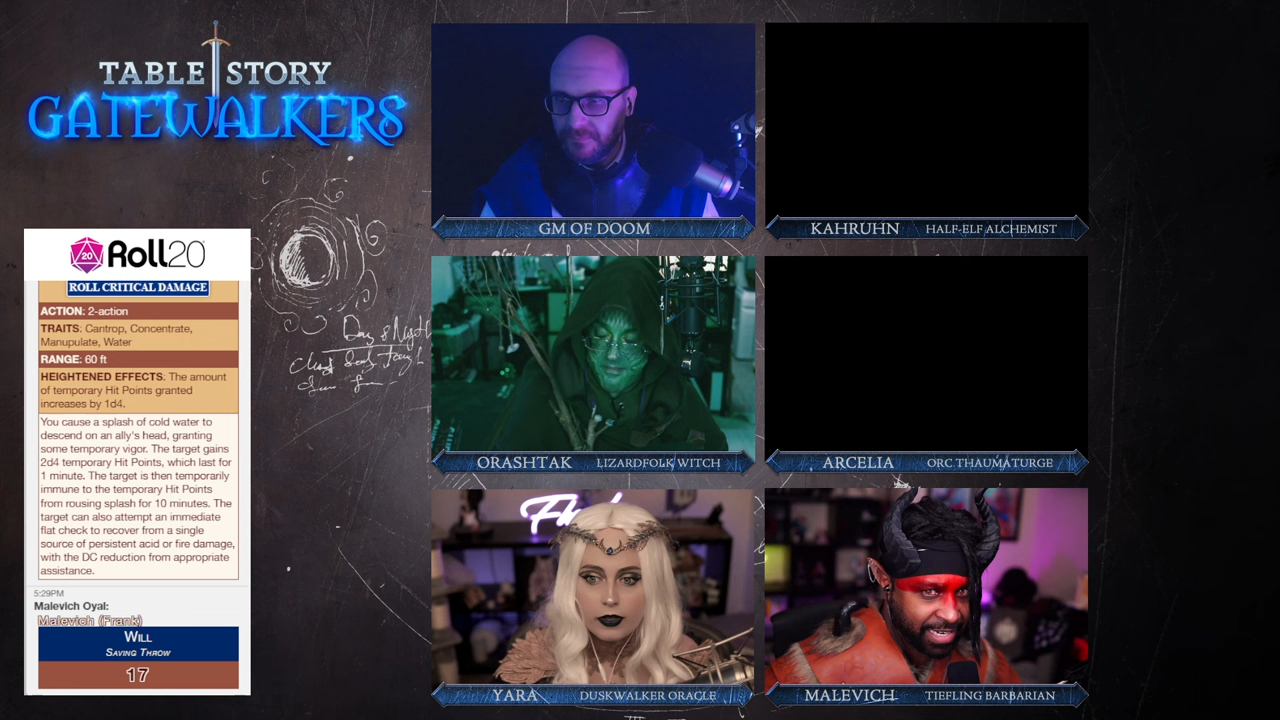 TABLE STORY
GATEWALKERS
20
Roll20
ROLL CRITICAL DAMAGE
ACTION: 2-action
TRAITS: Cantrop, Concentrate,
Manupulate, Water
RANGE: 60 ft
HEIGHTENED EFFECTS: The amount
of temporary Hit Points granted
increases by 1d4.
You cause a splash of cold water to
descend on an ally's head, granting
some temporary vigor. The target gains
2d4 temporary Hit Points, which last for
1 minute. The target is then temporarily
immune to the temporary Hit Points
from rousing splash for 10 minutes. The
target can also attempt an immediate
flat check to recover from a single
source of persistent acid or fire damage,
with the DC reduction from appropriate
assistance.
5:29PM
Malevich Oyal:
Malevich (Frank)
WILL
SAVING THROW
17
Day & Night
GM OF DOOM
KAHRUHN HALF-ELF ALCHEMIST
ORASHTAK LIZARDFOLK WITCH
ARCELIA ORC THAUMATURGE
YARA DUSKWALKER ORACLE
MALEVICH TIEFLING BARBARIAN